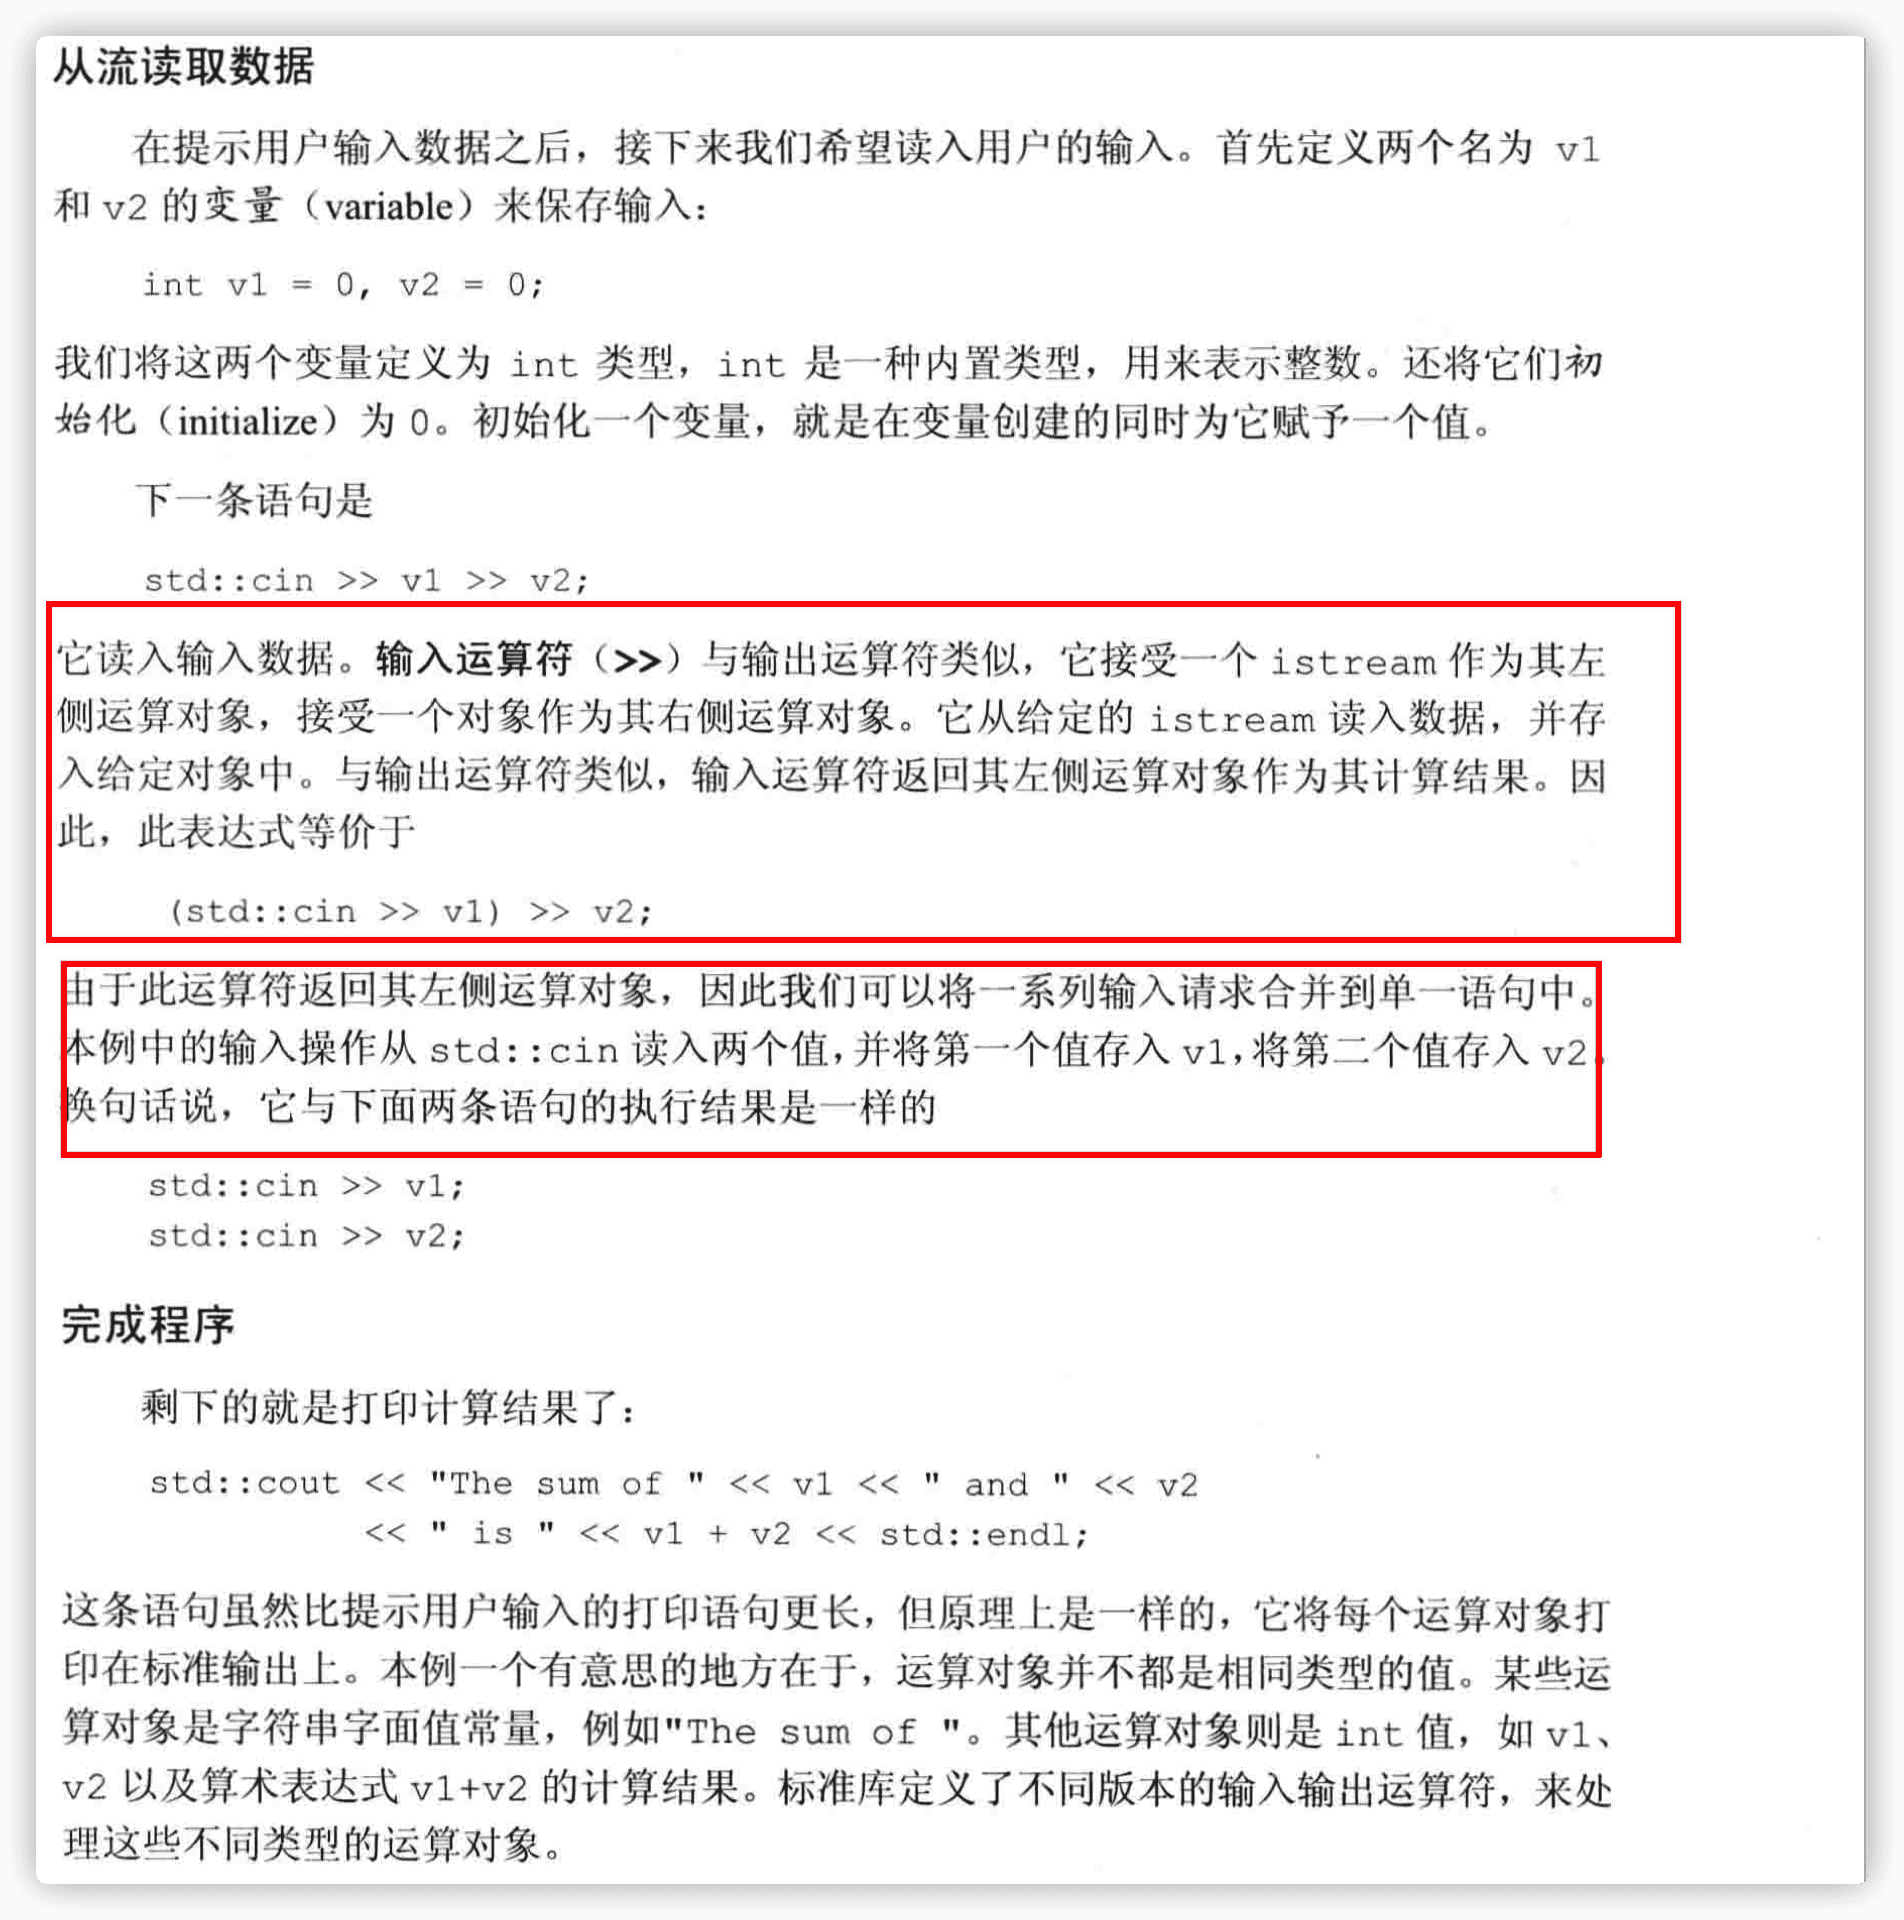 从流读取数据
在提示用户输入数据之后，接下来我们希望读入用户的输入。首先定义两个名为 v1
和 v2 的变量（variable）来保存输入：
int v1 = 0, v2 = 0;
我们将这两个变量定义为 int 类型，int 是一种内置类型，用来表示整数。还将它们初
始化（initialize）为 0。初始化一个变量，就是在变量创建的同时为它赋予一个值。
下一条语句是
std::cin >> v1 >> v2;
它读入输入数据。输入运算符（>>）与输出运算符类似，它接受一个 istream 作为其左
侧运算对象，接受一个对象作为其右侧运算对象。它从给定的 istream 读入数据，并存
入给定对象中。与输出运算符类似，输入运算符返回其左侧运算对象作为其计算结果。因
此，此表达式等价于
(std::cin >> v1) >> v2;
由于此运算符返回其左侧运算对象，因此我们可以将一系列输入请求合并到单一语句中。
本例中的输入操作从 std::cin 读入两个值，并将第一个值存入 v1，将第二个值存入 v2。
换句话说，它与下面两条语句的执行结果是一样的
std::cin >> v1;
std::cin >> v2;
完成程序
剩下的就是打印计算结果了：
std::cout << "The sum of " << v1 << " and " << v2
<< " is " << v1 + v2 << std::endl;
这条语句虽然比提示用户输入的打印语句更长，但原理上是一样的，它将每个运算对象打
印在标准输出上。本例一个有意思的地方在于，运算对象并不都是相同类型的值。某些运
算对象是字符串字面值常量，例如"The sum of "。其他运算对象则是 int 值，如 v1、
v2 以及算术表达式 v1+v2 的计算结果。标准库定义了不同版本的输入输出运算符，来处
理这些不同类型的运算对象。